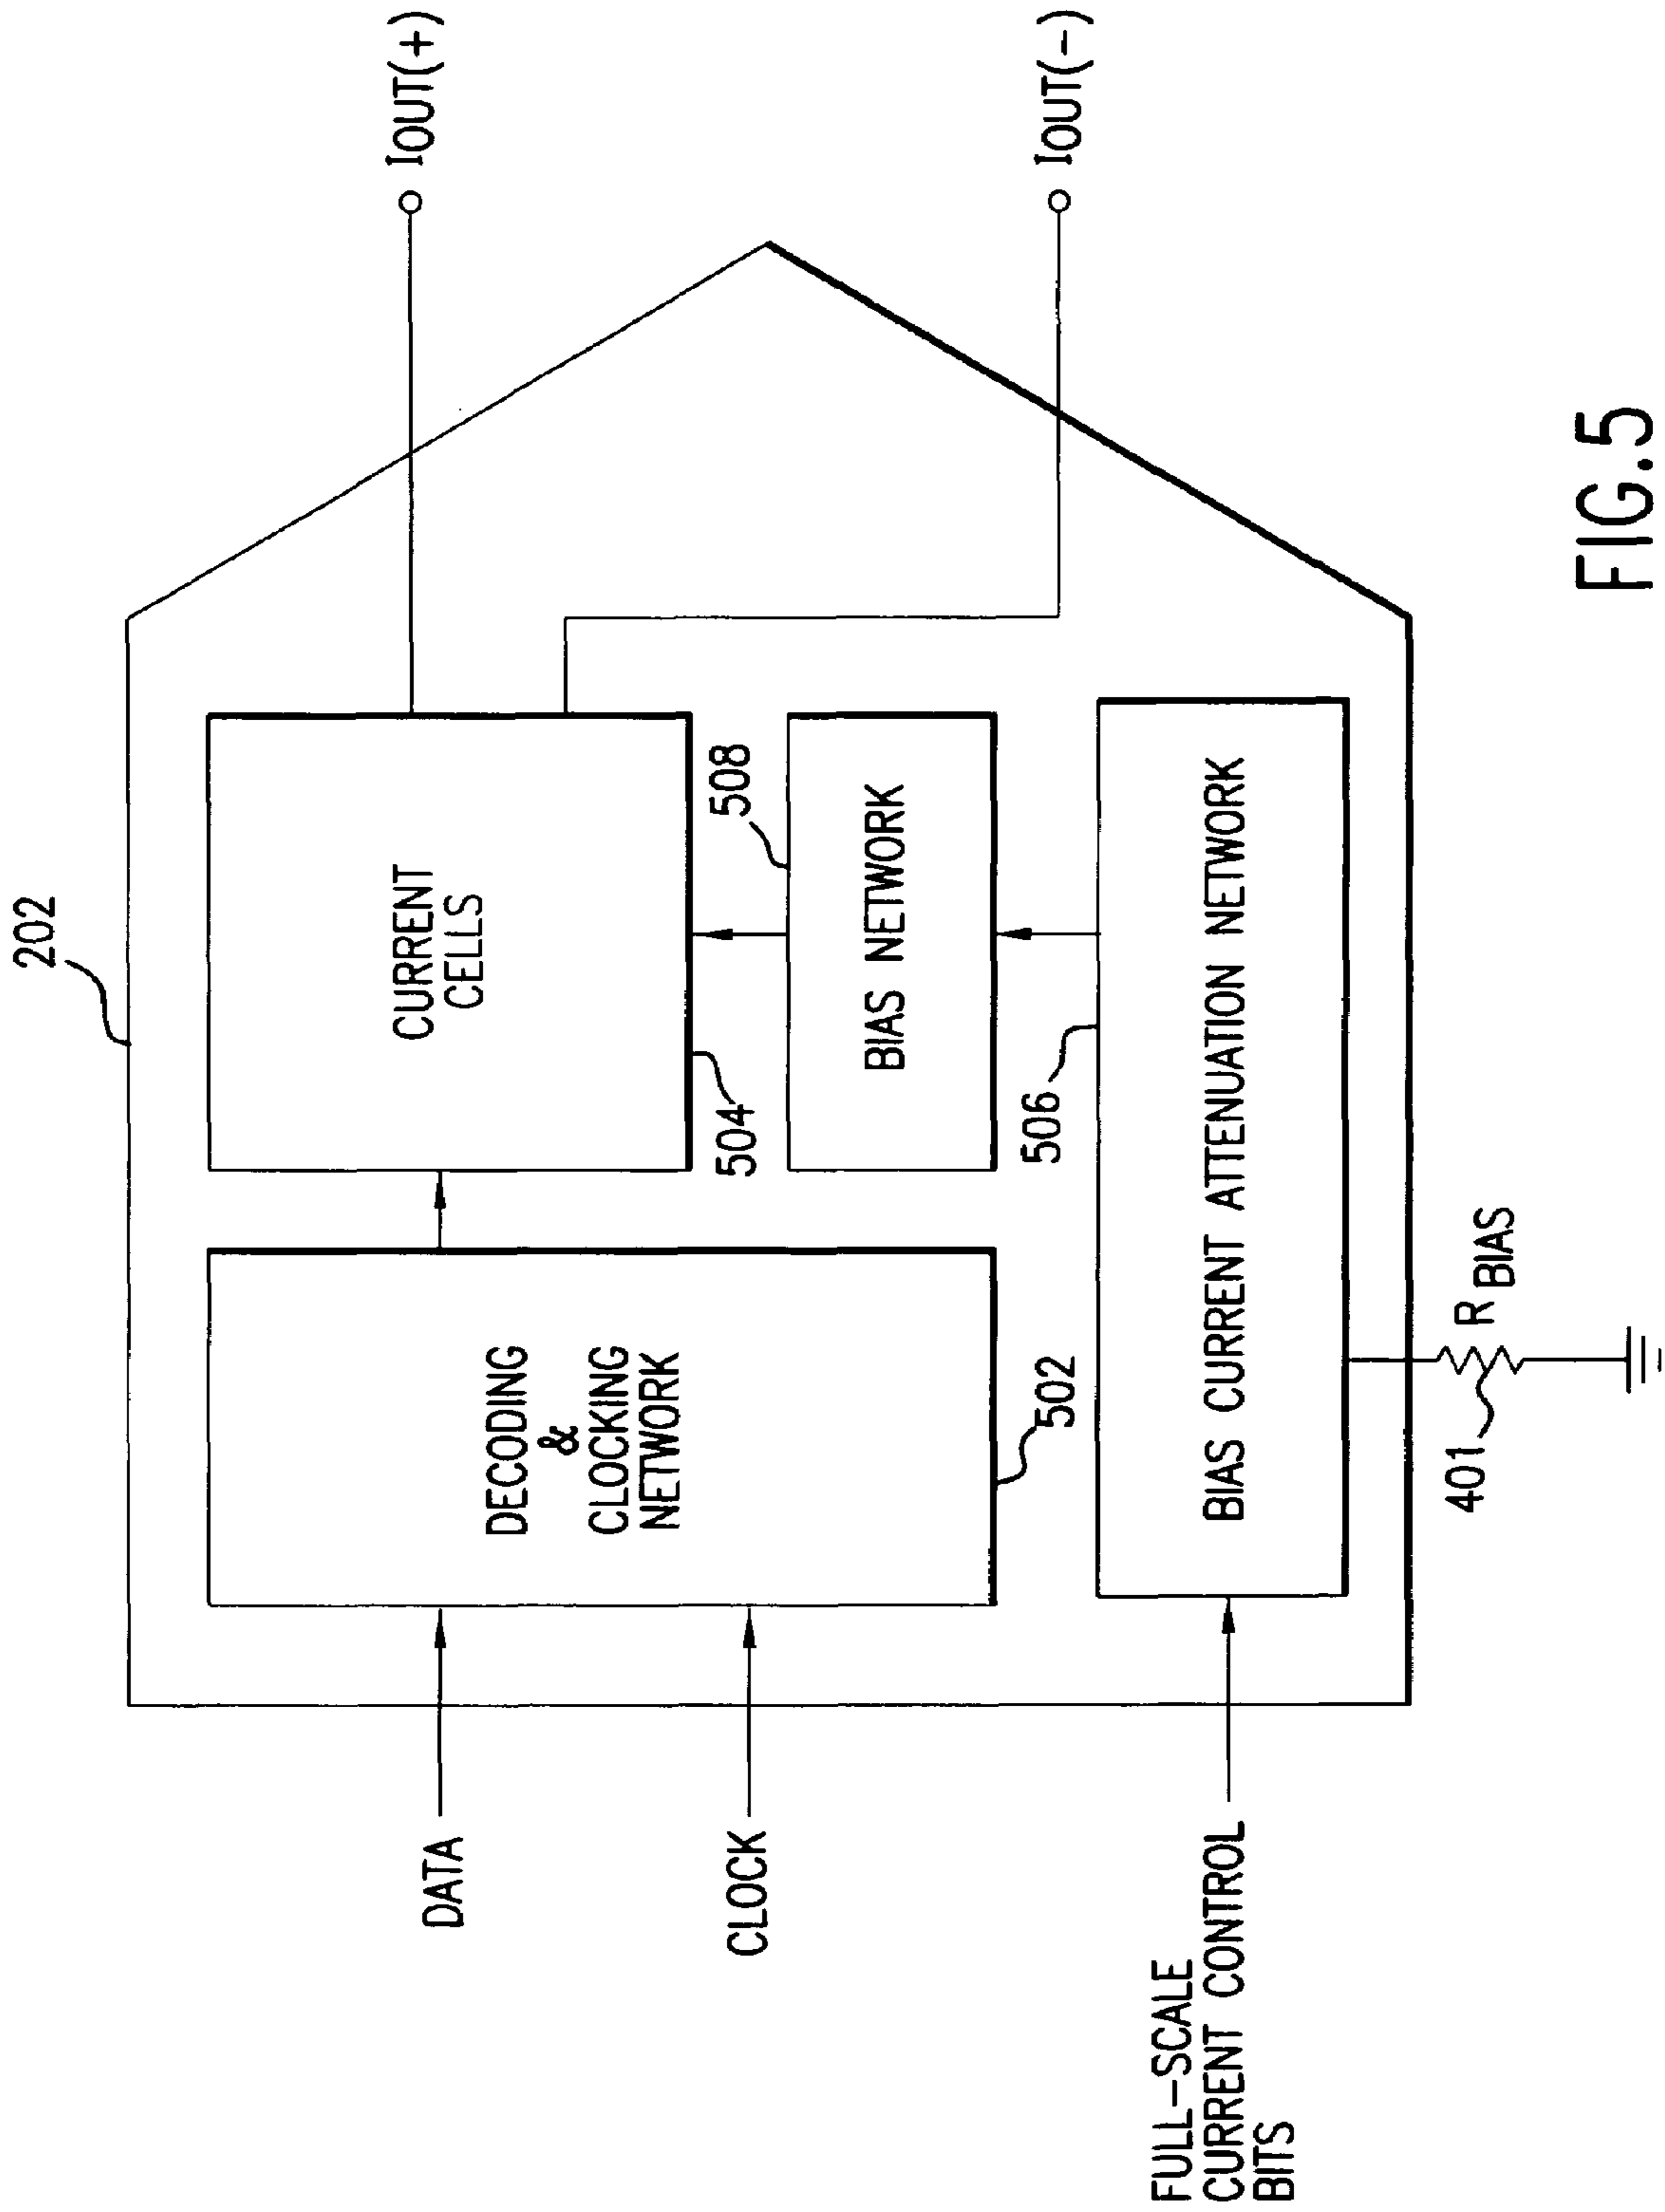 202
DATA
CLOCK
FULL-SCALE
CURRENT CONTROL
BITS
DECODING
&
CLOCKING
NETWORK
502
CURRENT
CELLS
504
508
BIAS NETWORK
506
BIAS CURRENT ATTENUATION NETWORK
401
RBIAS
IOUT(+)
IOUT(-)
FIG.5